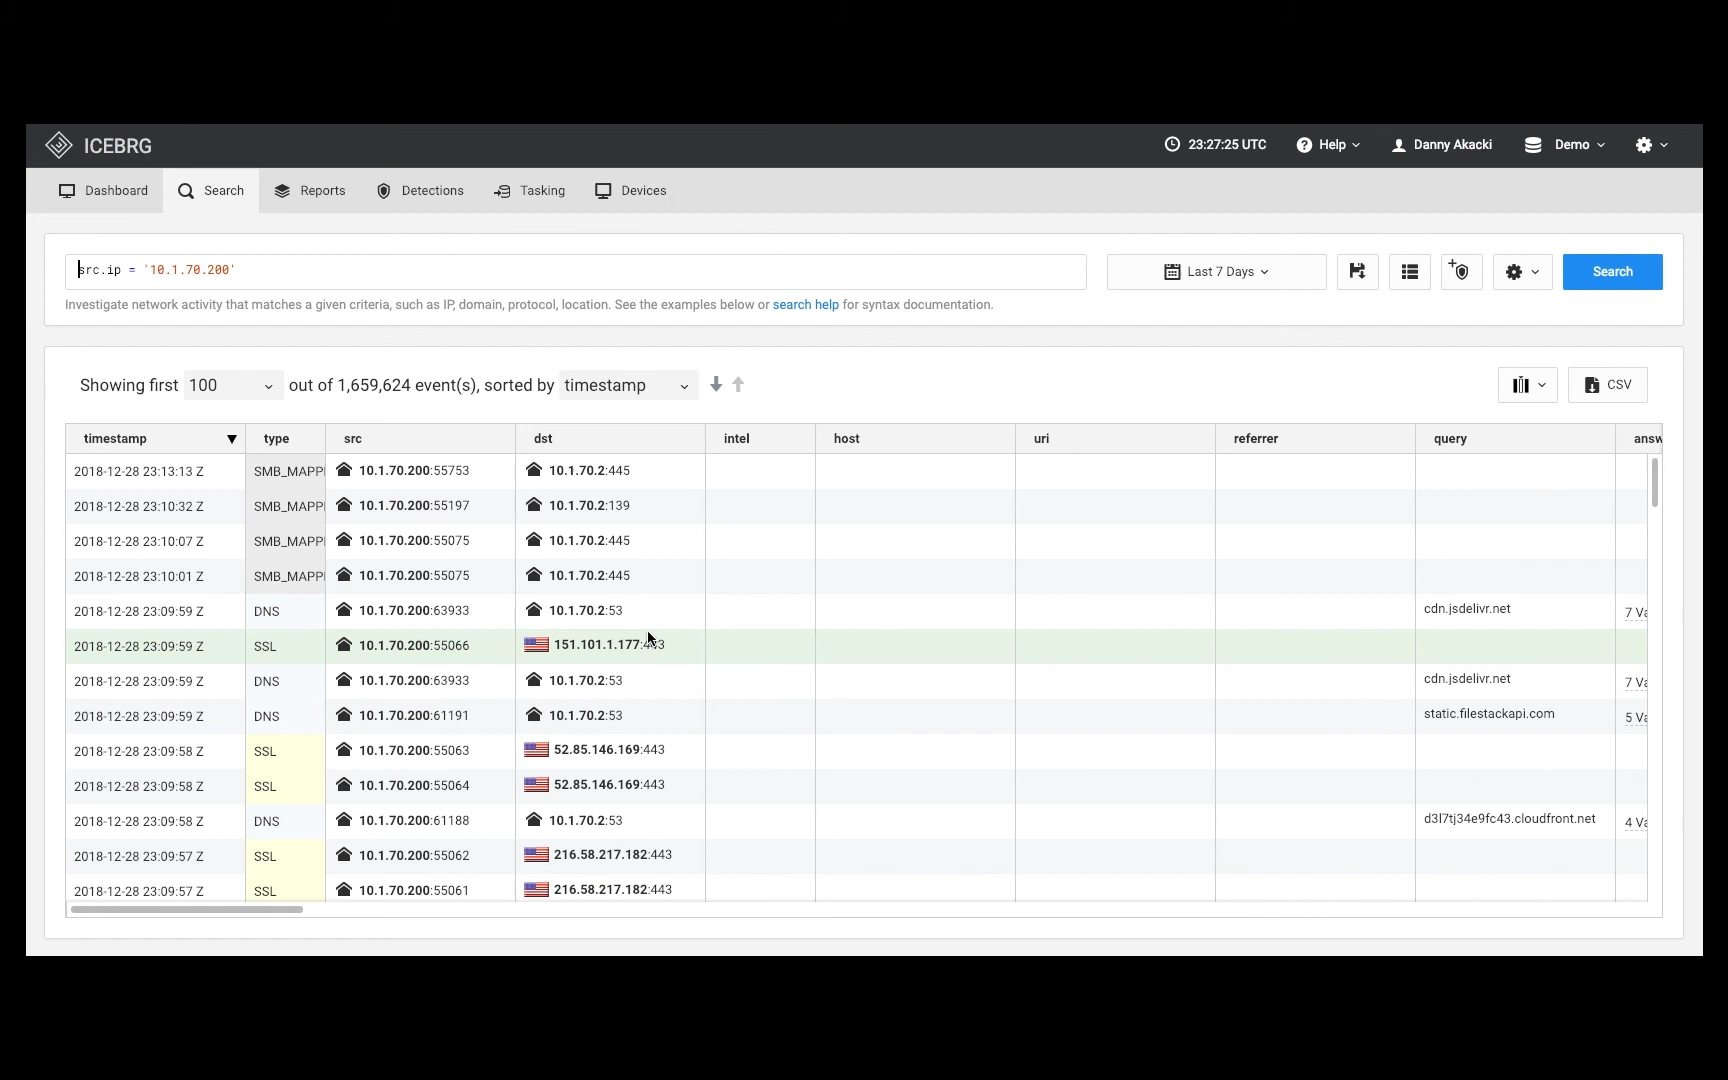 ICEBRG
23:27:25 UTC Help Danny Akacki Demo
Dashboard Search Reports Detections Tasking Devices
src.ip = '10.1.70.200' Last 7 Days Search
Investigate network activity that matches a given criteria, such as IP, domain, protocol, location. See the examples below or search help for syntax documentation.
Showing first 100 out of 1,659,624 event(s), sorted by timestamp CSV
timestamp type src dst intel host uri referrer query answ
2018-12-28 23:13:13 Z SMB_MAPP 10.1.70.200:55753 10.1.70.2:445
2018-12-28 23:10:32 Z SMB_MAPP 10.1.70.200:55197 10.1.70.2:139
2018-12-28 23:10:07 Z SMB_MAPP 10.1.70.200:55075 10.1.70.2:445
2018-12-28 23:10:01 Z SMB_MAPP 10.1.70.200:55075 10.1.70.2:445
2018-12-28 23:09:59 Z DNS 10.1.70.200:63933 10.1.70.2:53 cdn.jsdelivr.net 7 Va
2018-12-28 23:09:59 Z SSL 10.1.70.200:55066 151.101.1.177:443
2018-12-28 23:09:59 Z DNS 10.1.70.200:63933 10.1.70.2:53 cdn.jsdelivr.net 7 Va
2018-12-28 23:09:59 Z DNS 10.1.70.200:61191 10.1.70.2:53 static.filestackapi.com 5 Va
2018-12-28 23:09:58 Z SSL 10.1.70.200:55063 52.85.146.169:443
2018-12-28 23:09:58 Z SSL 10.1.70.200:55064 52.85.146.169:443
2018-12-28 23:09:58 Z DNS 10.1.70.200:61188 10.1.70.2:53 d3l7tj34e9fc43.cloudfront.net 4 Va
2018-12-28 23:09:57 Z SSL 10.1.70.200:55062 216.58.217.182:443
2018-12-28 23:09:57 Z SSL 10.1.70.200:55061 216.58.217.182:443